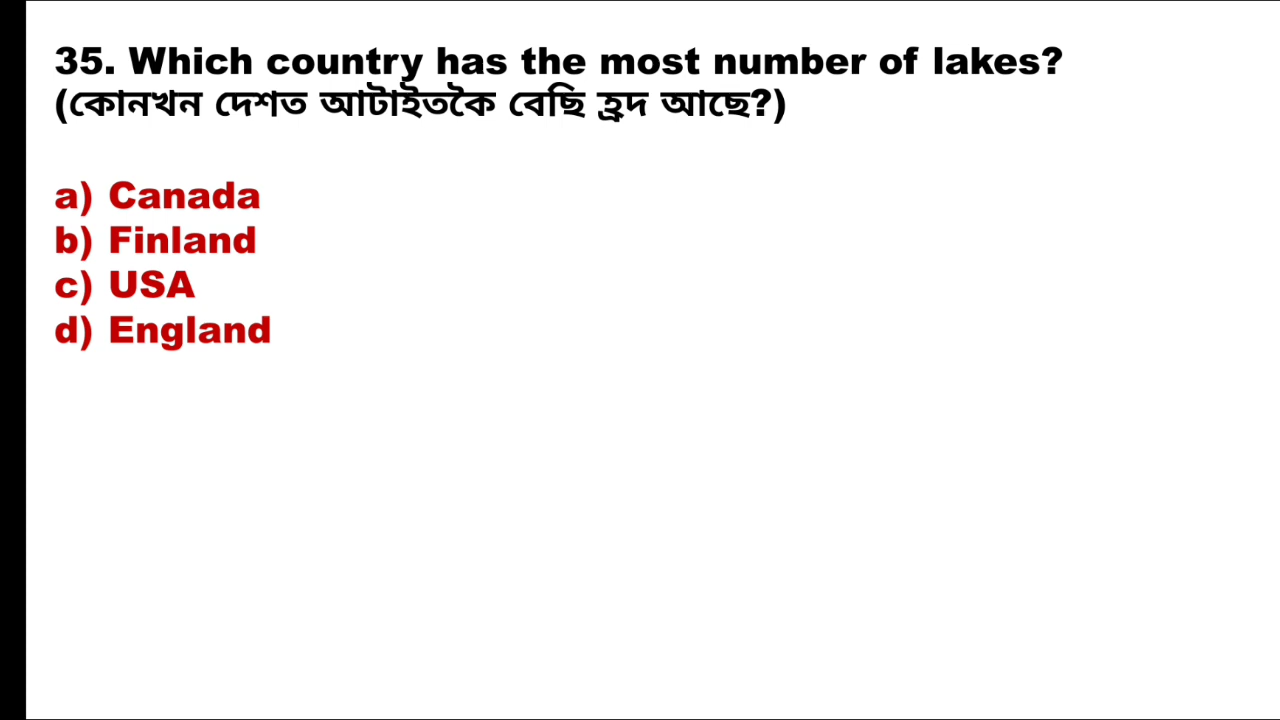 35. Which country has the most number of lakes?
(কোনখন দেশত আটাইতকৈ বেছি হ্ৰদ আছে?)
a) Canada
b) Finland
c) USA
d) England